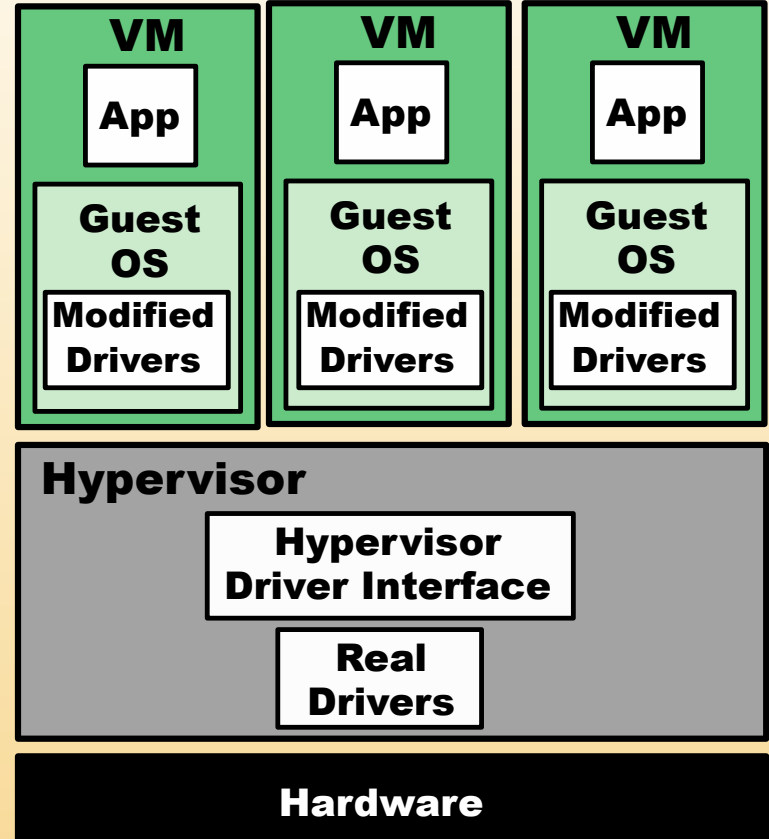 VM
App
Guest
OS
Modified
Drivers
VM
App
Guest
OS
Modified
Drivers
VM
App
Guest
OS
Modified
Drivers
Hypervisor
Hypervisor
Driver Interface
Real
Drivers
Hardware